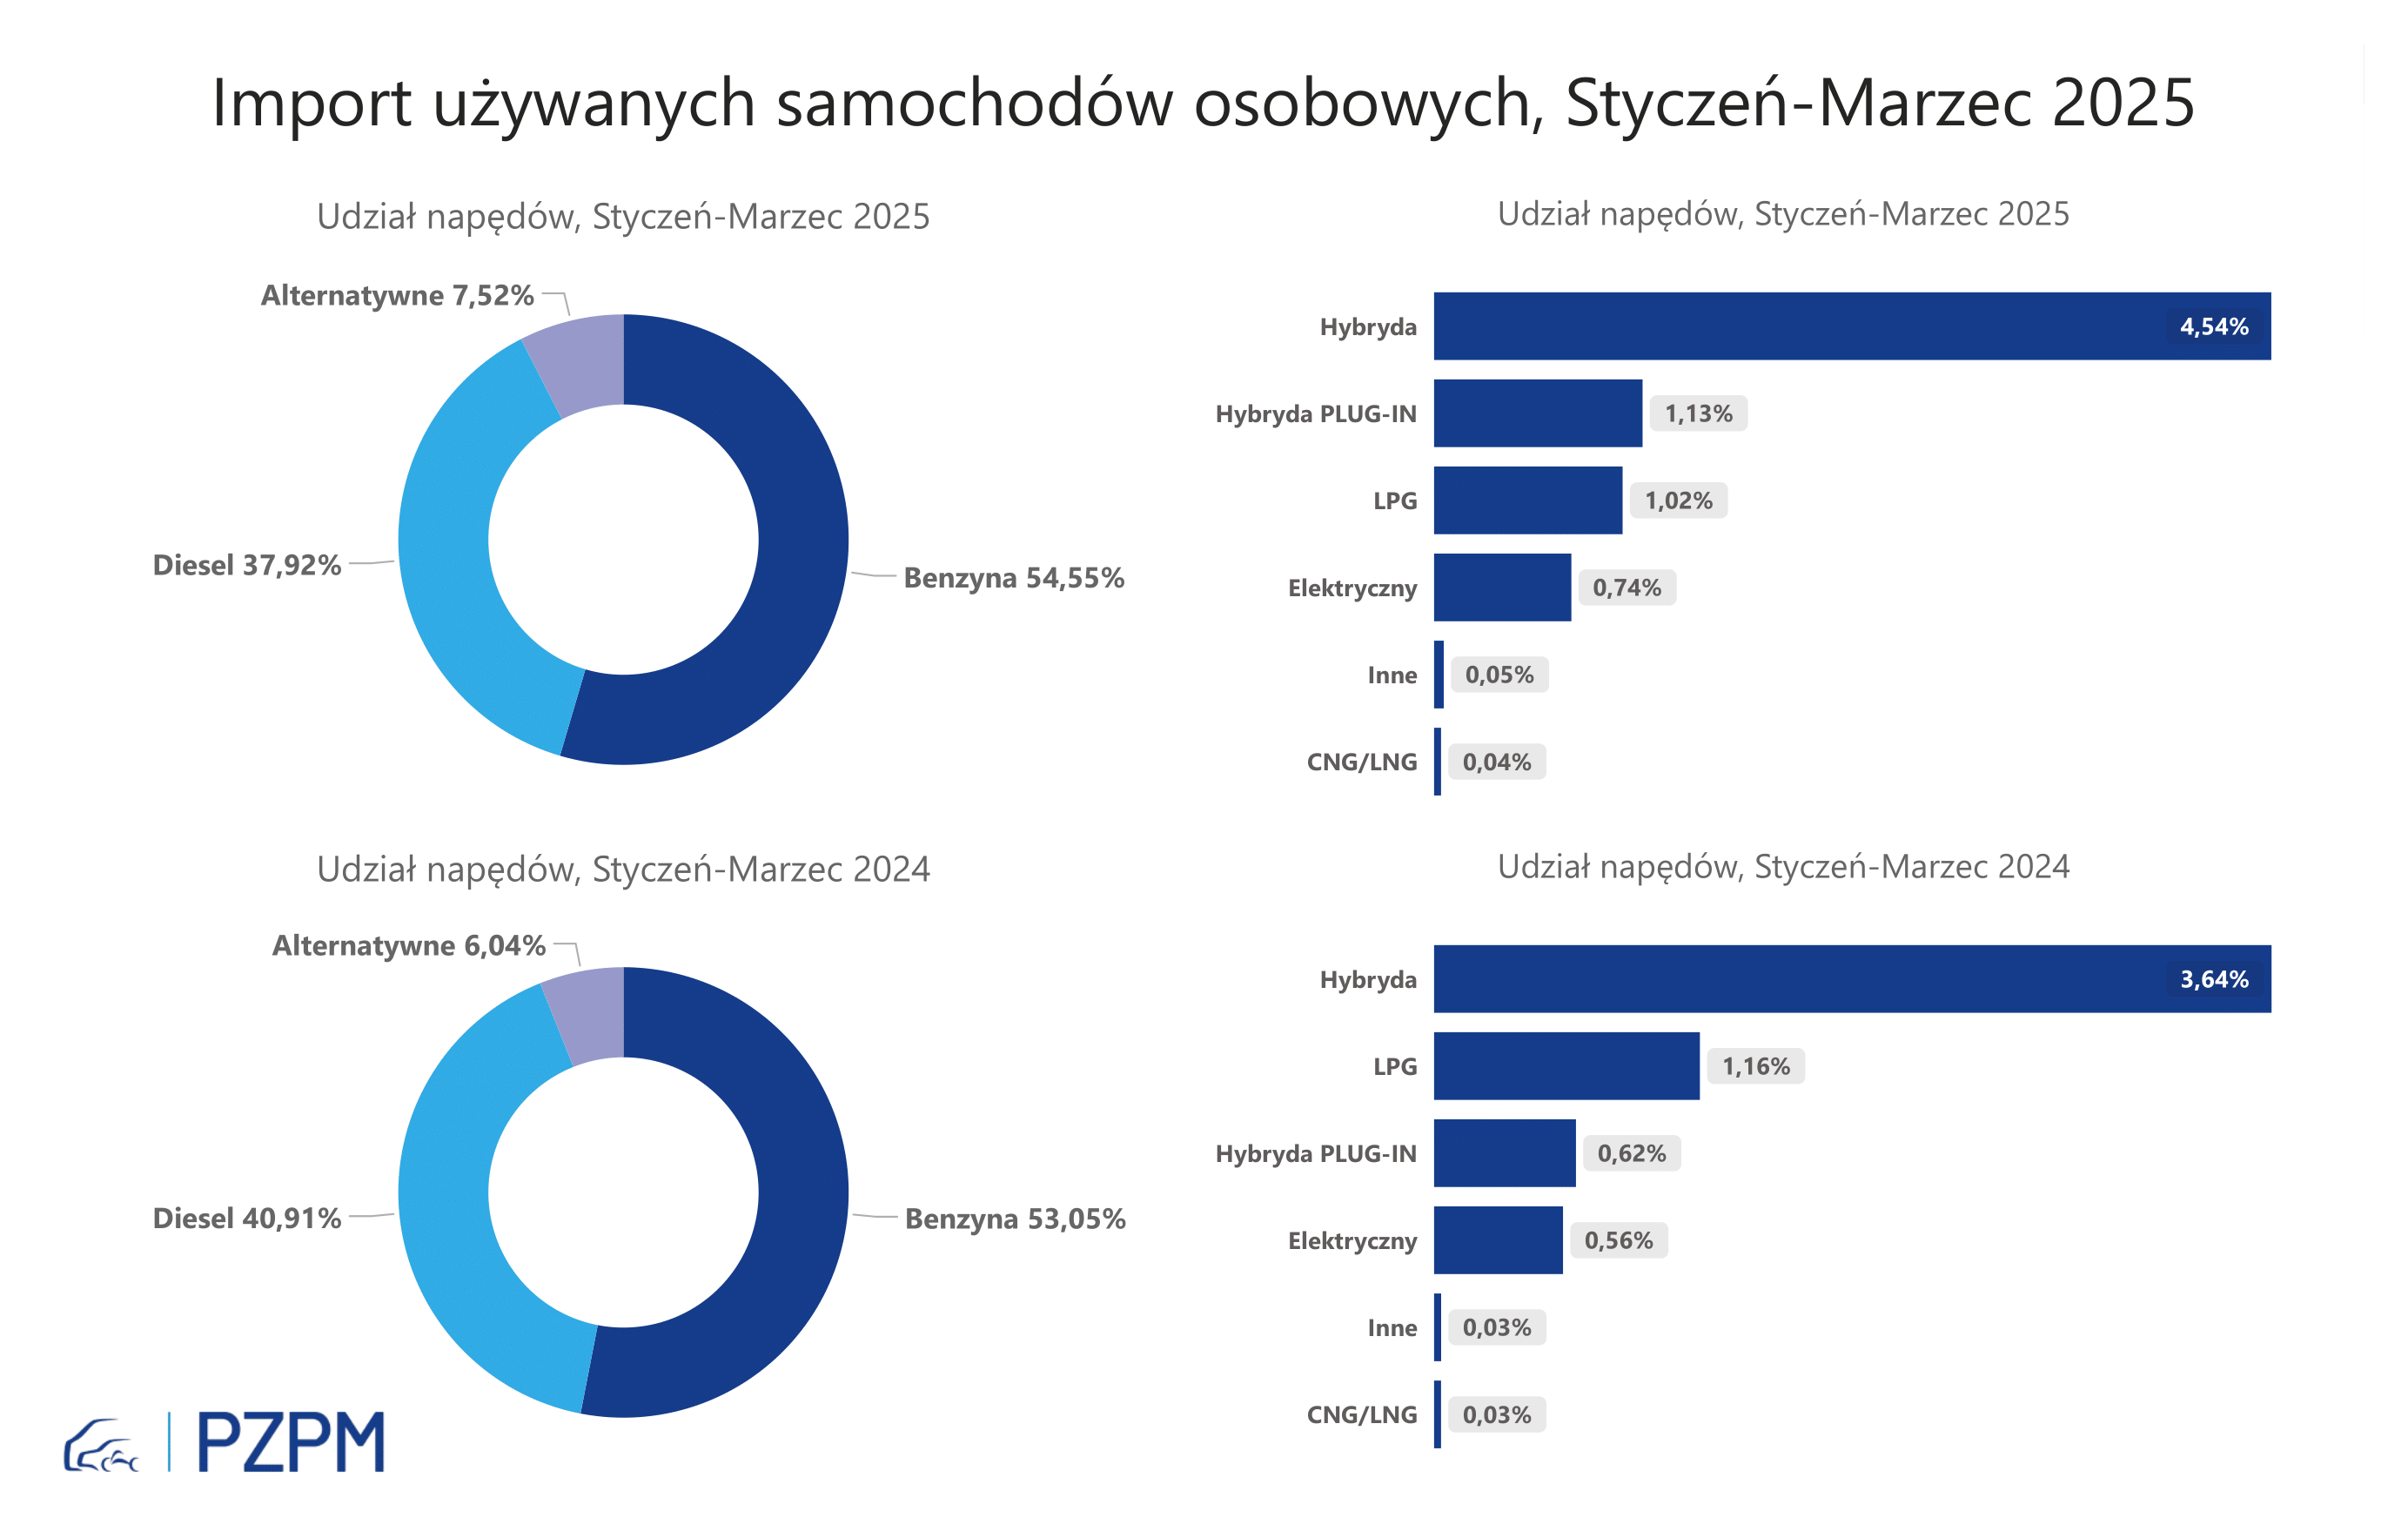 Import używanych samochodów osobowych, Styczeń-Marzec 2025
Udział napędów, Styczeń-Marzec 2025
Alternatywne 7,52%
Diesel 37,92%
Benzyna 54,55%
Udział napędów, Styczeń-Marzec 2025
Hybryda 4,54%
Hybryda PLUG-IN 1,13%
LPG 1,02%
Elektryczny 0,74%
Inne 0,05%
CNG/LNG 0,04%
Udział napędów, Styczeń-Marzec 2024
Alternatywne 6,04%
Diesel 40,91%
Benzyna 53,05%
Udział napędów, Styczeń-Marzec 2024
Hybryda 3,64%
LPG 1,16%
Hybryda PLUG-IN 0,62%
Elektryczny 0,56%
Inne 0,03%
CNG/LNG 0,03%
PZPM